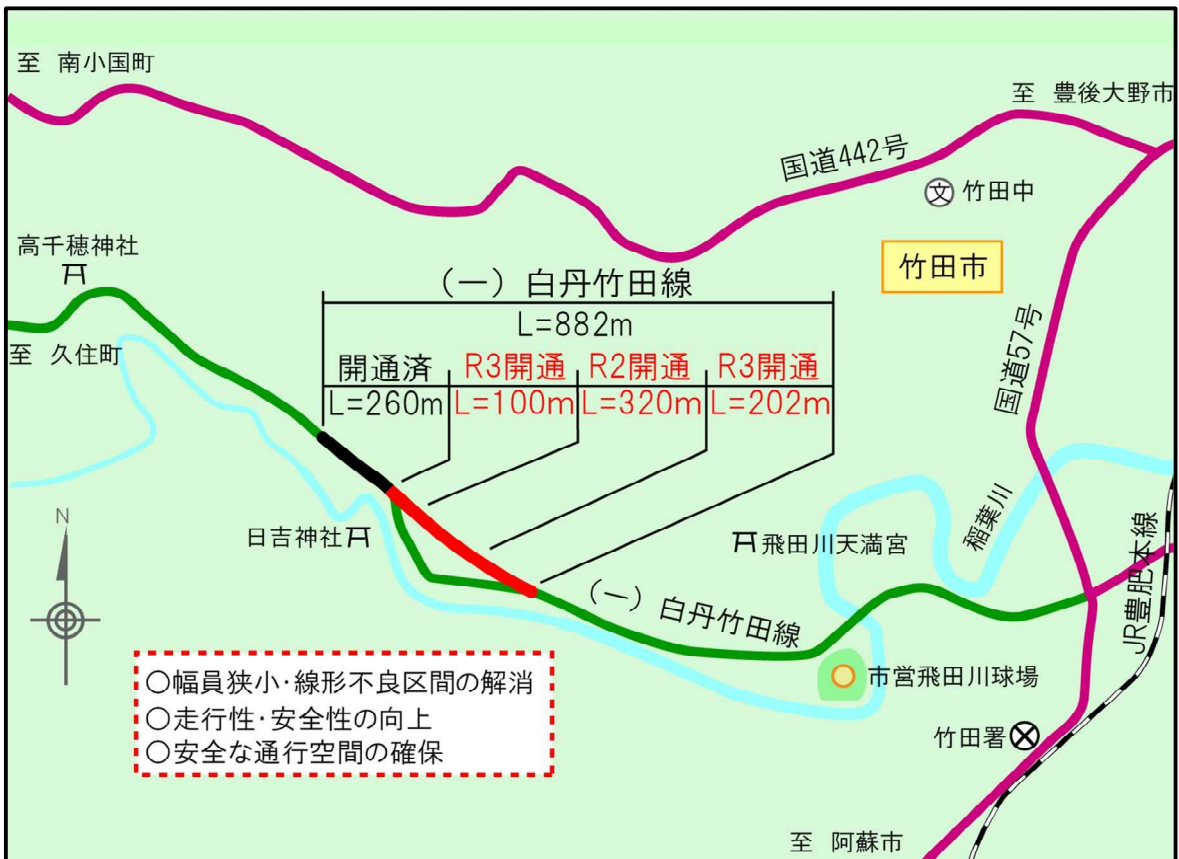 至 南小国町
至 豊後大野市
国道442号
文 竹田中
高千穂神社
竹田市
(一) 白丹竹田線
L=882m
至 久住町
開通済 R3開通 R2開通 R3開通
L=260m L=100m L=320m L=202m
国道57号
稲葉川
N
日吉神社
飛田川天満宮
JR豊肥本線
(一) 白丹竹田線
○幅員狭小・線形不良区間の解消
○走行性・安全性の向上
○安全な通行空間の確保
市営飛田川球場
竹田署
至 阿蘇市